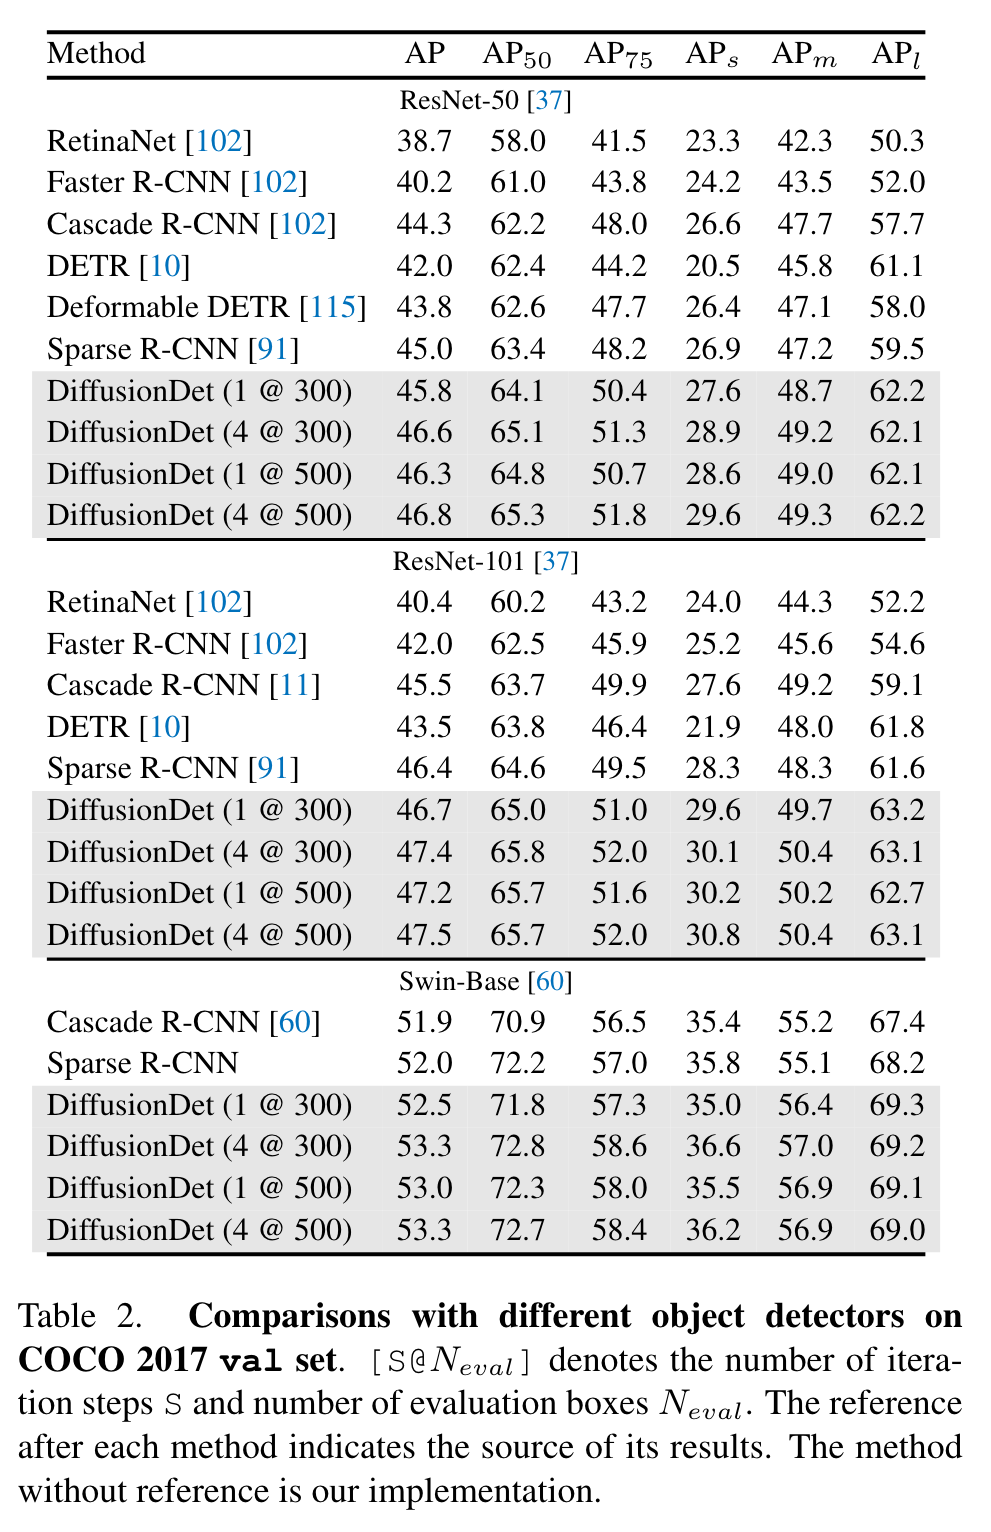 Method AP AP50 AP75 APs APm APl
ResNet-50 [37]
RetinaNet [102] 38.7 58.0 41.5 23.3 42.3 50.3
Faster R-CNN [102] 40.2 61.0 43.8 24.2 43.5 52.0
Cascade R-CNN [102] 44.3 62.2 48.0 26.6 47.7 57.7
DETR [10] 42.0 62.4 44.2 20.5 45.8 61.1
Deformable DETR [115] 43.8 62.6 47.7 26.4 47.1 58.0
Sparse R-CNN [91] 45.0 63.4 48.2 26.9 47.2 59.5
DiffusionDet (1 @ 300) 45.8 64.1 50.4 27.6 48.7 62.2
DiffusionDet (4 @ 300) 46.6 65.1 51.3 28.9 49.2 62.1
DiffusionDet (1 @ 500) 46.3 64.8 50.7 28.6 49.0 62.1
DiffusionDet (4 @ 500) 46.8 65.3 51.8 29.6 49.3 62.2
ResNet-101 [37]
RetinaNet [102] 40.4 60.2 43.2 24.0 44.3 52.2
Faster R-CNN [102] 42.0 62.5 45.9 25.2 45.6 54.6
Cascade R-CNN [11] 45.5 63.7 49.9 27.6 49.2 59.1
DETR [10] 43.5 63.8 46.4 21.9 48.0 61.8
Sparse R-CNN [91] 46.4 64.6 49.5 28.3 48.3 61.6
DiffusionDet (1 @ 300) 46.7 65.0 51.0 29.6 49.7 63.2
DiffusionDet (4 @ 300) 47.4 65.8 52.0 30.1 50.4 63.1
DiffusionDet (1 @ 500) 47.2 65.7 51.6 30.2 50.2 62.7
DiffusionDet (4 @ 500) 47.5 65.7 52.0 30.8 50.4 63.1
Swin-Base [60]
Cascade R-CNN [60] 51.9 70.9 56.5 35.4 55.2 67.4
Sparse R-CNN 52.0 72.2 57.0 35.8 55.1 68.2
DiffusionDet (1 @ 300) 52.5 71.8 57.3 35.0 56.4 69.3
DiffusionDet (4 @ 300) 53.3 72.8 58.6 36.6 57.0 69.2
DiffusionDet (1 @ 500) 53.0 72.3 58.0 35.5 56.9 69.1
DiffusionDet (4 @ 500) 53.3 72.7 58.4 36.2 56.9 69.0
Table 2. Comparisons with different object detectors on
COCO 2017 val set. [S@Neval] denotes the number of itera-
tion steps S and number of evaluation boxes Neval. The reference
after each method indicates the source of its results. The method
without reference is our implementation.